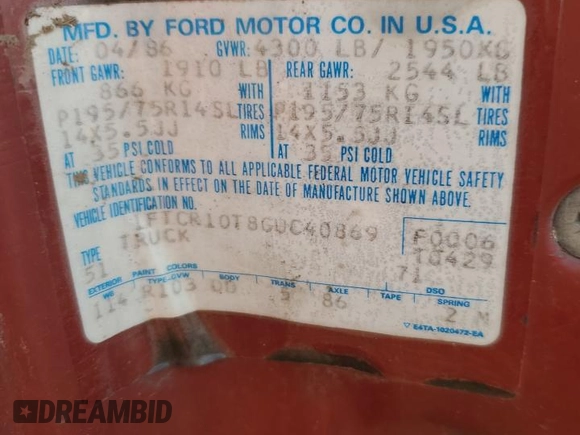 MFD. BY FORD MOTOR CO. IN U.S.A.
DATE: 04/86 GVWR: 4300 LB/ 1950KG
FRONT GAWR: 1910 LB REAR GAWR: 2544 LB
866 KG WITH 1153 KG WITH
P195/75R14SL TIRES P195/75R14SL TIRES
14X5.5JJ RIMS 14X5.5JJ RIMS
AT 35 PSI COLD AT 35 PSI COLD
THIS VEHICLE CONFORMS TO ALL APPLICABLE FEDERAL MOTOR VEHICLE SAFETY
STANDARDS IN EFFECT ON THE DATE OF MANUFACTURE SHOWN ABOVE.
VEHICLE IDENTIFICATION NO.
1FTCR10T8GUC40869 F0006
TYPE TRUCK 10429
51 71
EXTERIOR PAINT COLORS DSO
WB TYPE-GVW BODY TRANS AXLE TAPE SPRING
114 R103 5 86 2 M
E4TA-1020472-EA
DREAMBID